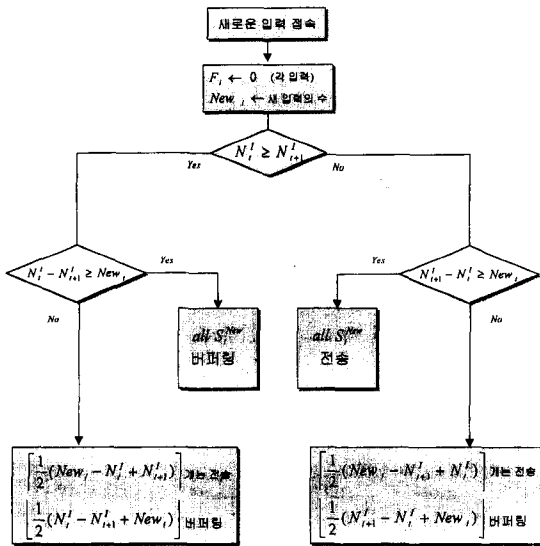 새로운 입력 접속
F_i ← 0 (각 입력)
New_i ← 새 입력의 수
N_i^I ≥ N_{i+1}^I
Yes
No
N_i^I − N_{i+1}^I ≥ New_i
Yes
No
N_{i+1}^I − N_i^I ≥ New_i
Yes
No
all S_i^{New}
버퍼링
all S_i^{New}
전송
[1/2 (New_i − N_i^I + N_{i+1}^I)] 개는 전송
[1/2 (N_i^I − N_{i+1}^I + New_i)] 버퍼링
[1/2 (New_i − N_{i+1}^I + N_i^I)] 개는 전송
[1/2 (N_{i+1}^I − N_i^I + New_i)] 버퍼링